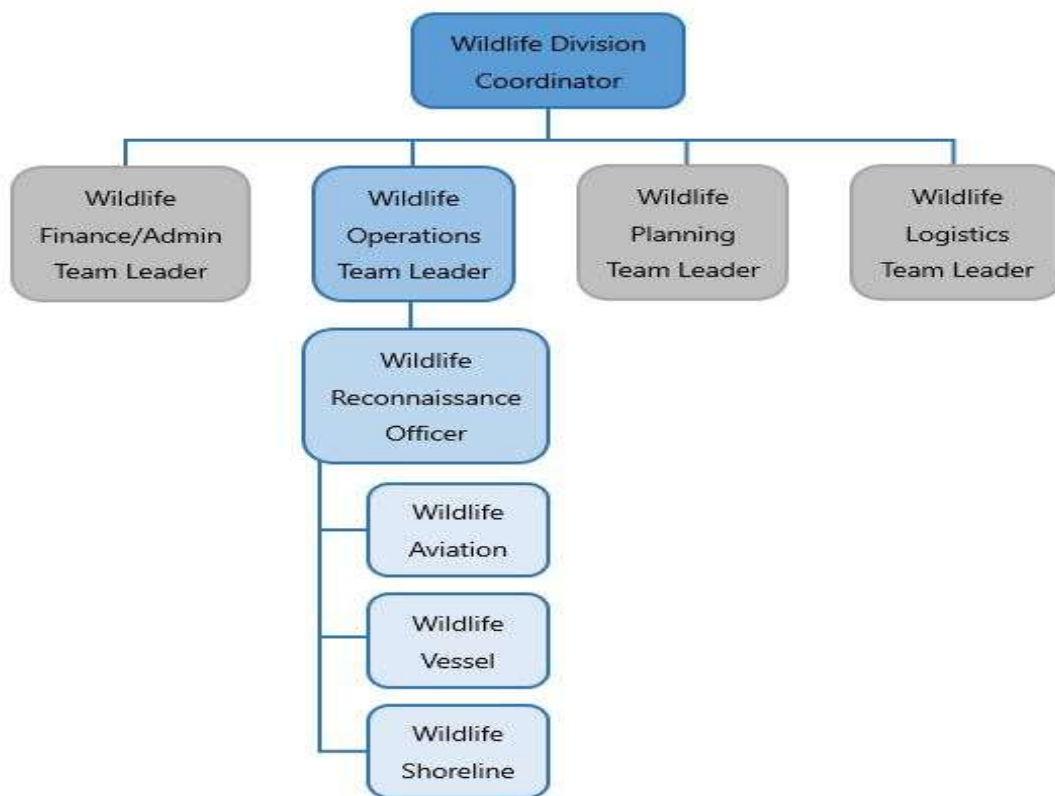 Wildlife Division
Coordinator
Wildlife
Finance/Admin
Team Leader
Wildlife
Operations
Team Leader
Wildlife
Planning
Team Leader
Wildlife
Logistics
Team Leader
Wildlife
Reconnaissance
Officer
Wildlife
Aviation
Wildlife
Vessel
Wildlife
Shoreline